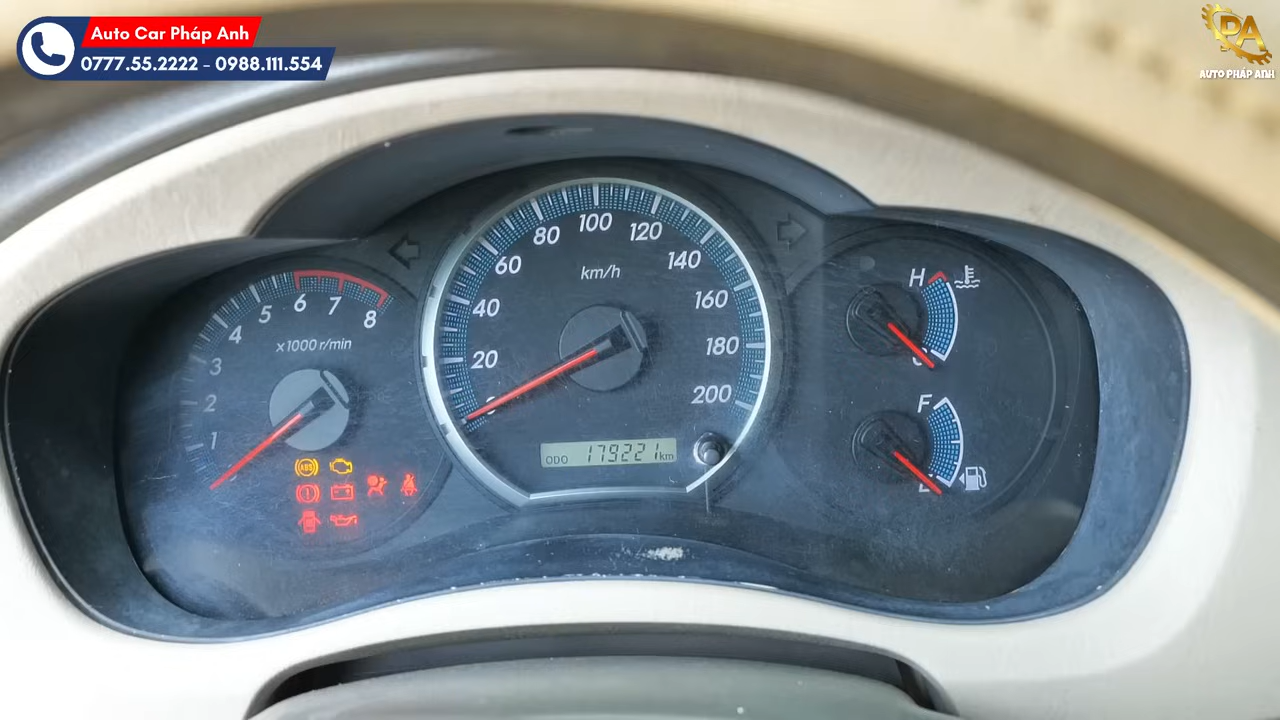 Auto Car Pháp Anh
0777.55.2222 - 0988.111.554
PA
AUTO PHÁP ANH
0 20 40 60 80 100 120 140 160 180 200
km/h
1 2 3 4 5 6 7 8
x1000 r/min
H
C
F
ODO 179221 km
ABS